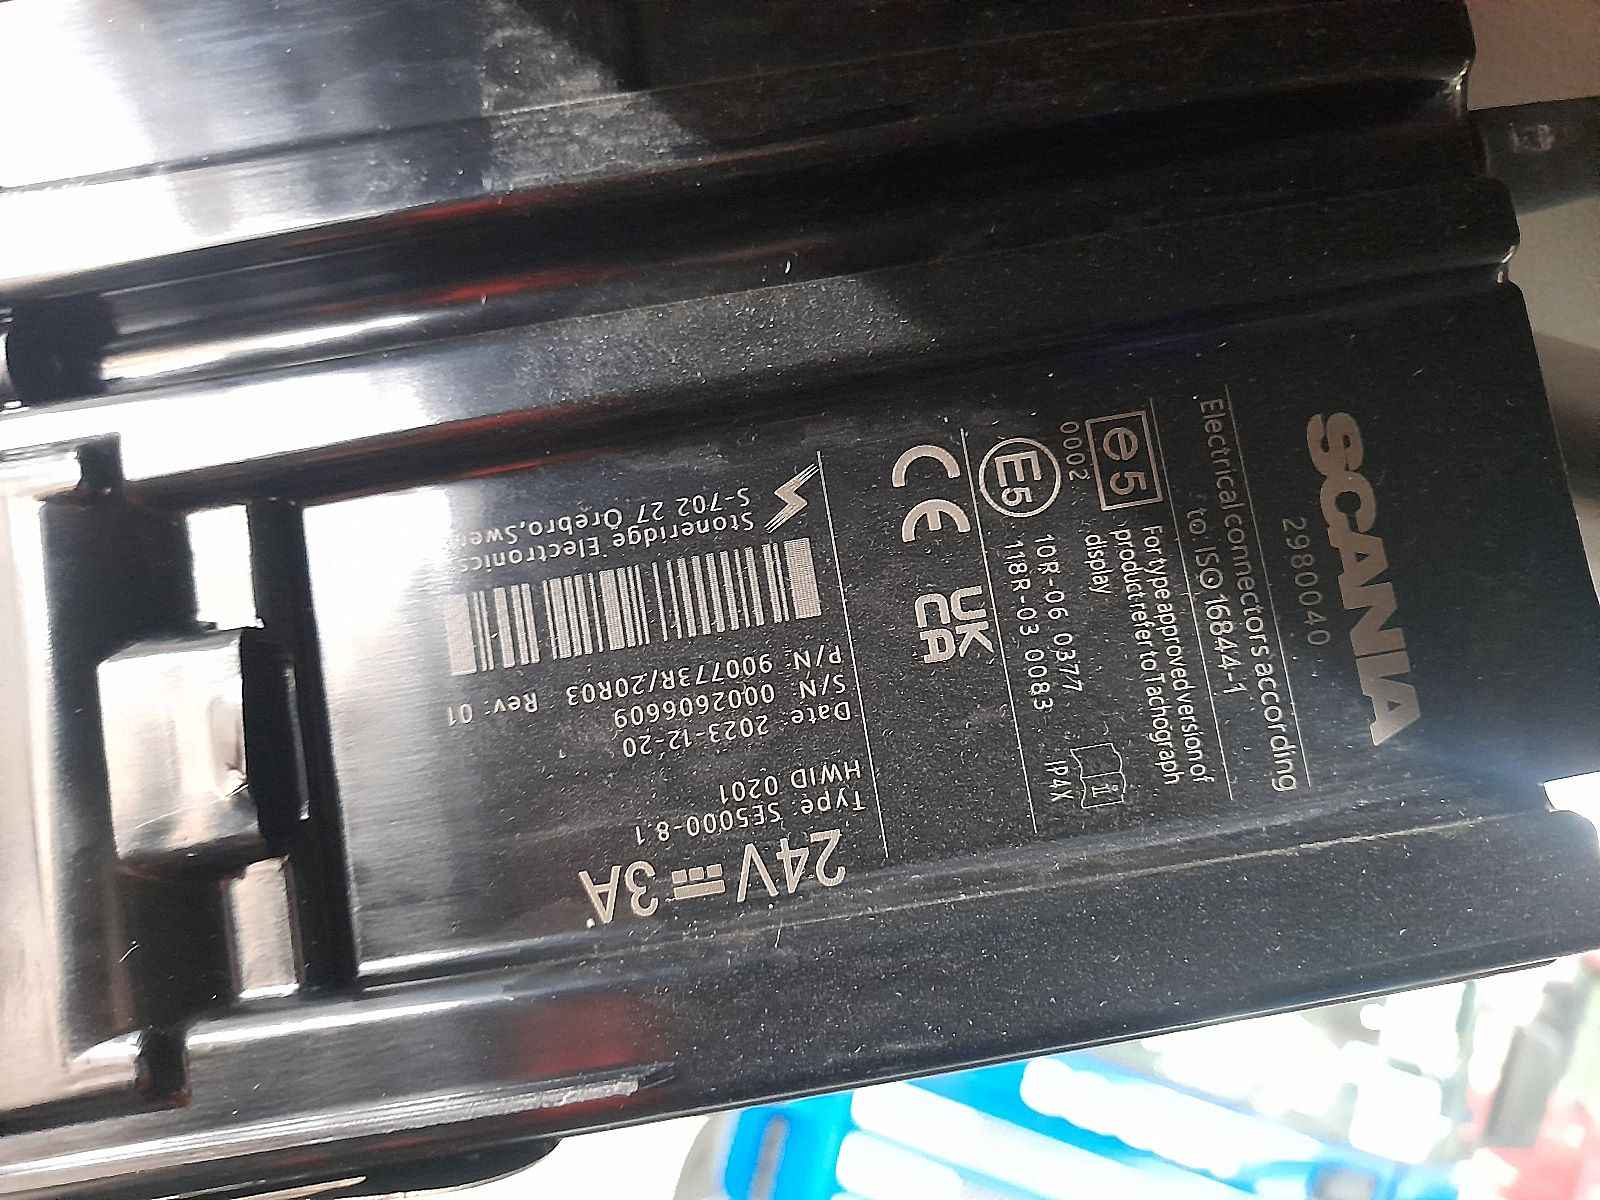 SCANIA
2980040
Electrical connectors according
to: ISO 16844-1
e5
0002
For type approved version of
product refer to Tachograph
display
E5
10R-06 0377
118R-03 0083
IP4X
CE
UK
CA
Stoneridge Electronics
S-702 27 Örebro,
P/N: 900773R/20R03 Rev: 01
S/N: 0002606609
Date: 2023-12-20
HWID 0201
Type: SE5000-8.1
24V 3A